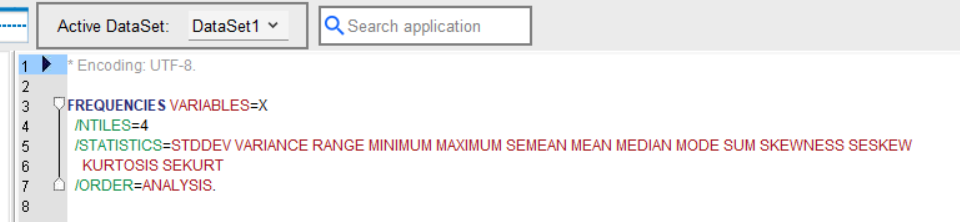 Active DataSet: DataSet1 Search application
1 * Encoding: UTF-8.
2
3 FREQUENCIES VARIABLES=X
4 /NTILES=4
5 /STATISTICS=STDDEV VARIANCE RANGE MINIMUM MAXIMUM SEMEAN MEAN MEDIAN MODE SUM SKEWNESS SESKEW
6 KURTOSIS SEKURT
7 /ORDER=ANALYSIS.
8